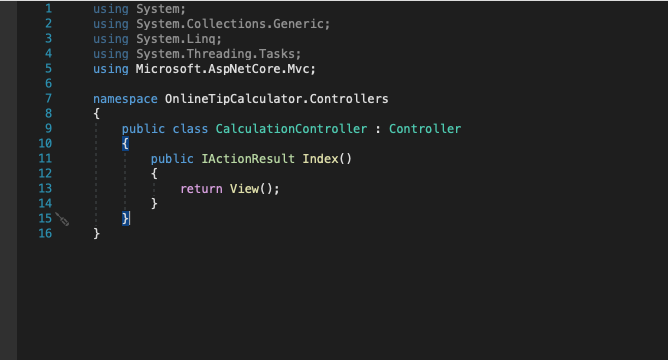 1 using System;
2 using System.Collections.Generic;
3 using System.Linq;
4 using System.Threading.Tasks;
5 using Microsoft.AspNetCore.Mvc;
6
7 namespace OnlineTipCalculator.Controllers
8 {
9     public class CalculationController : Controller
10     {
11         public IActionResult Index()
12         {
13             return View();
14         }
15     }
16 }